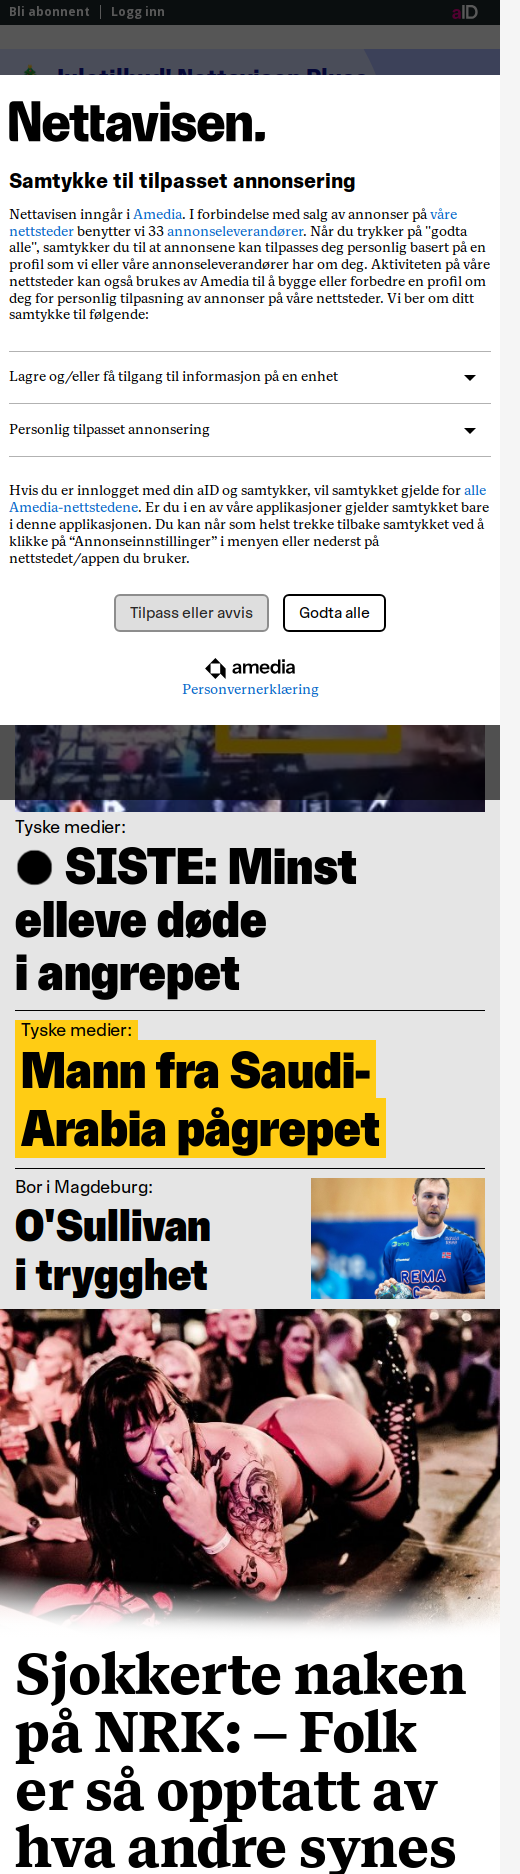 Bli abonnent | Logg inn
aID
Juletilbud! Nettavisen Pluss
Nettavisen.
Samtykke til tilpasset annonsering
Nettavisen inngår i Amedia. I forbindelse med salg av annonser på våre
nettsteder benytter vi 33 annonseleverandører. Når du trykker på "godta
alle", samtykker du til at annonsene kan tilpasses deg personlig basert på en
profil som vi eller våre annonseleverandører har om deg. Aktiviteten på våre
nettsteder kan også brukes av Amedia til å bygge eller forbedre en profil om
deg for personlig tilpasning av annonser på våre nettsteder. Vi ber om ditt
samtykke til følgende:
Lagre og/eller få tilgang til informasjon på en enhet
Personlig tilpasset annonsering
Hvis du er innlogget med din aID og samtykker, vil samtykket gjelde for alle
Amedia-nettstedene. Er du i en av våre applikasjoner gjelder samtykket bare
i denne applikasjonen. Du kan når som helst trekke tilbake samtykket ved å
klikke på “Annonseinnstillinger” i menyen eller nederst på
nettstedet/appen du bruker.
Tilpass eller avvis
Godta alle
amedia
Personvernerklæring
Tyske medier:
SISTE: Minst
elleve døde
i angrepet
Tyske medier:
Mann fra Saudi-
Arabia pågrepet
Bor i Magdeburg:
O'Sullivan
i trygghet
REMA
Sjokkerte naken
på NRK: – Folk
er så opptatt av
hva andre synes